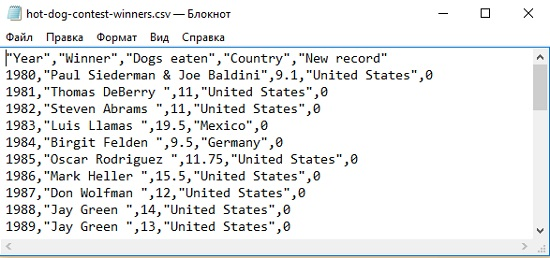 hot-dog-contest-winners.csv — Блокнот
Файл Правка Формат Вид Справка
"Year","Winner","Dogs eaten","Country","New record"
1980,"Paul Siederman & Joe Baldini",9.1,"United States",0
1981,"Thomas DeBerry ",11,"United States",0
1982,"Steven Abrams ",11,"United States",0
1983,"Luis Llamas ",19.5,"Mexico",0
1984,"Birgit Felden ",9.5,"Germany",0
1985,"Oscar Rodriguez ",11.75,"United States",0
1986,"Mark Heller ",15.5,"United States",0
1987,"Don Wolfman ",12,"United States",0
1988,"Jay Green ",14,"United States",0
1989,"Jay Green ",13,"United States",0